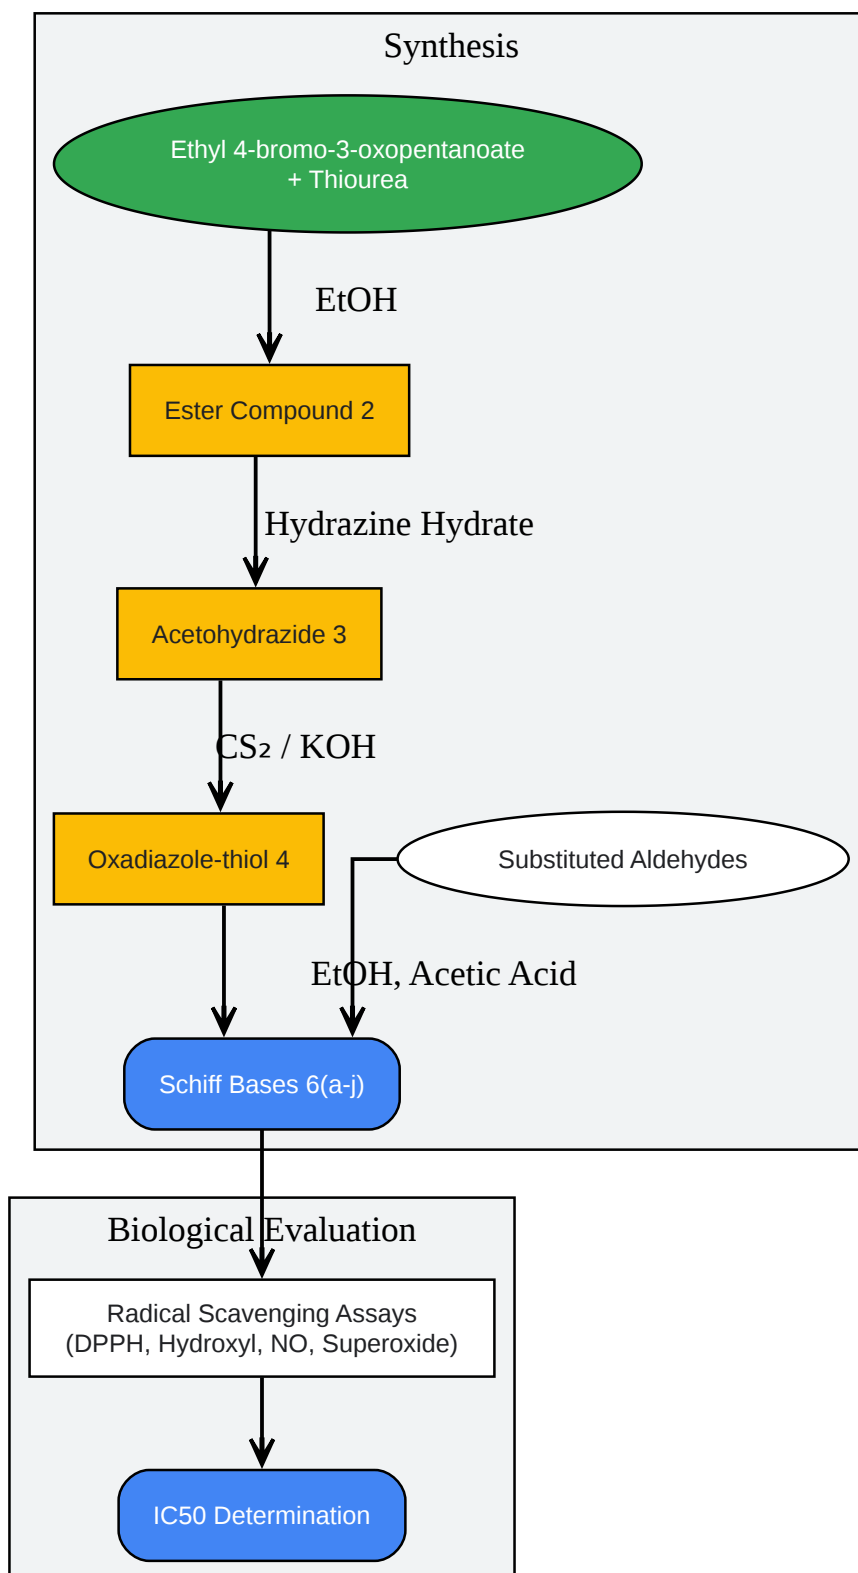 Synthesis
Ethyl 4-bromo-3-oxopentanoate
+ Thiourea
EtOH
Ester Compound 2
Hydrazine Hydrate
Acetohydrazide 3
CS₂ / KOH
Oxadiazole-thiol 4
Substituted Aldehydes
EtOH, Acetic Acid
Schiff Bases 6(a-j)
Biological Evaluation
Radical Scavenging Assays
(DPPH, Hydroxyl, NO, Superoxide)
IC50 Determination